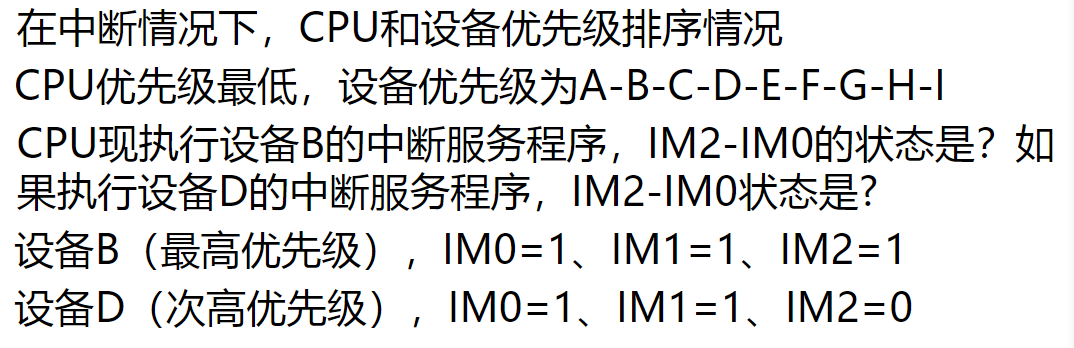 在中断情况下，CPU和设备优先级排序情况
CPU优先级最低，设备优先级为A-B-C-D-E-F-G-H-I
CPU现执行设备B的中断服务程序，IM2-IM0的状态是？如
果执行设备D的中断服务程序，IM2-IM0状态是？
设备B（最高优先级），IM0=1、IM1=1、IM2=1
设备D（次高优先级），IM0=1、IM1=1、IM2=0